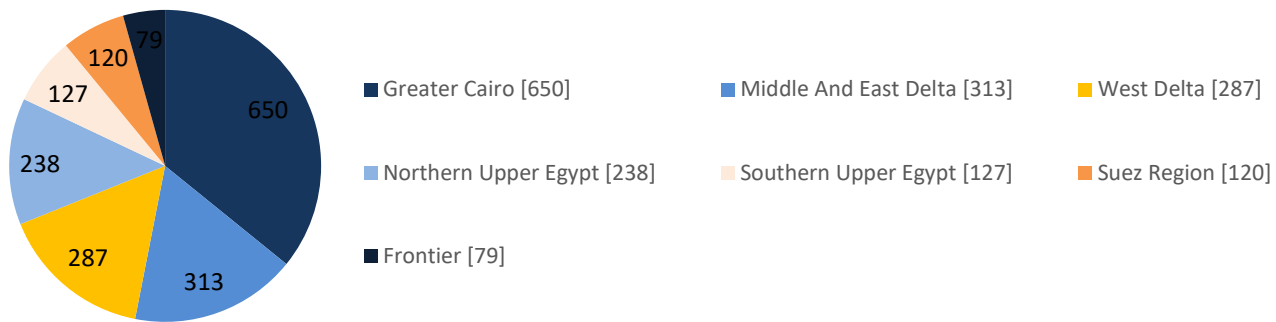 79
120
127
650
238
287
313
Greater Cairo [650]
Middle And East Delta [313]
West Delta [287]
Northern Upper Egypt [238]
Southern Upper Egypt [127]
Suez Region [120]
Frontier [79]